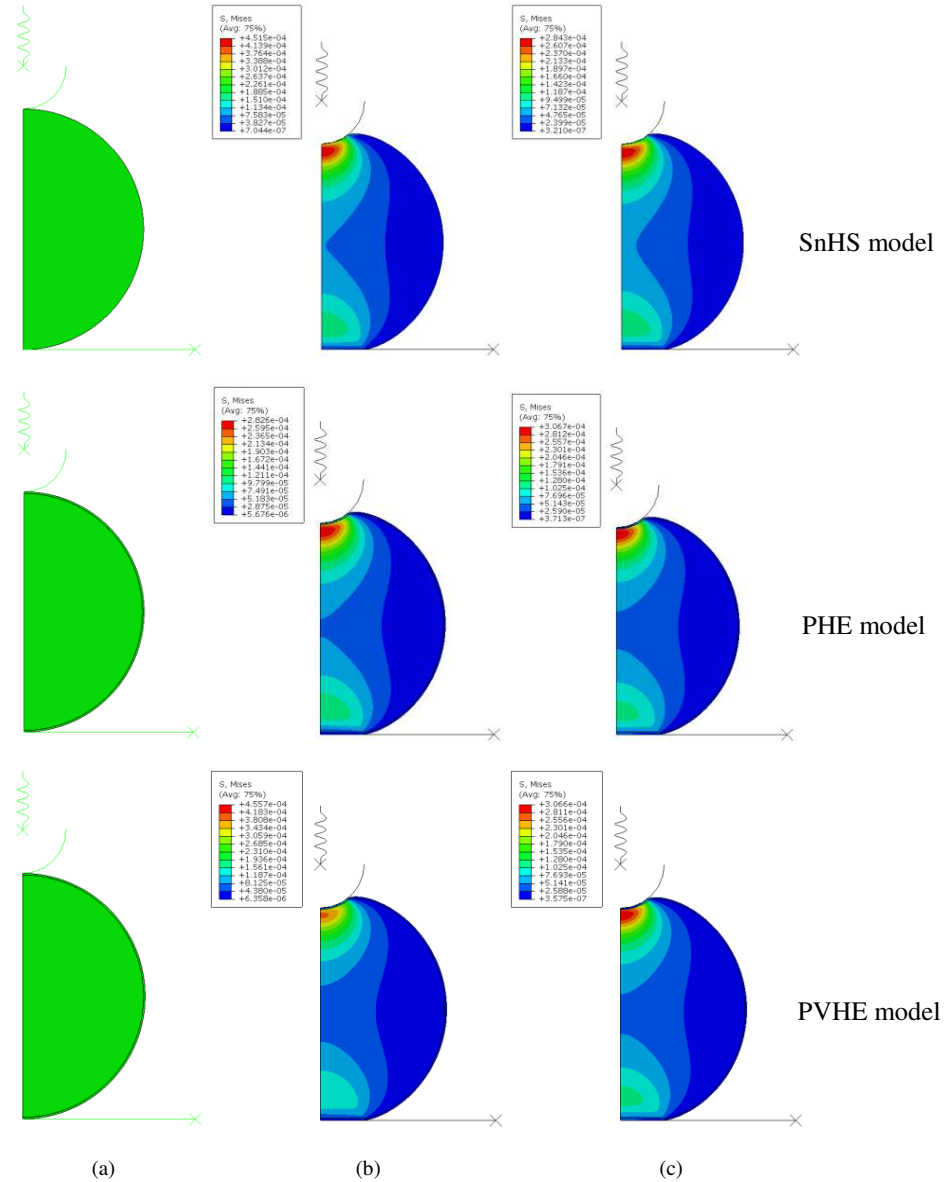 S, Mises
(Avg: 75%)
+4.515e-04
+4.139e-04
+3.764e-04
+3.388e-04
+3.012e-04
+2.637e-04
+2.261e-04
+1.885e-04
+1.510e-04
+1.134e-04
+7.583e-05
+3.827e-05
+7.044e-07
S, Mises
(Avg: 75%)
+2.843e-04
+2.607e-04
+2.370e-04
+2.133e-04
+1.897e-04
+1.660e-04
+1.423e-04
+1.187e-04
+9.499e-05
+7.132e-05
+4.765e-05
+2.399e-05
+3.210e-07
SnHS model
S, Mises
(Avg: 75%)
+2.826e-04
+2.595e-04
+2.365e-04
+2.134e-04
+1.903e-04
+1.672e-04
+1.441e-04
+1.211e-04
+9.799e-05
+7.491e-05
+5.183e-05
+2.875e-05
+5.676e-06
S, Mises
(Avg: 75%)
+3.067e-04
+2.812e-04
+2.557e-04
+2.301e-04
+2.046e-04
+1.791e-04
+1.536e-04
+1.280e-04
+1.025e-04
+7.696e-05
+5.143e-05
+2.590e-05
+3.713e-07
PHE model
S, Mises
(Avg: 75%)
+4.557e-04
+4.183e-04
+3.808e-04
+3.434e-04
+3.059e-04
+2.685e-04
+2.310e-04
+1.936e-04
+1.561e-04
+1.187e-04
+8.125e-05
+4.380e-05
+6.358e-06
S, Mises
(Avg: 75%)
+3.066e-04
+2.811e-04
+2.556e-04
+2.301e-04
+2.046e-04
+1.790e-04
+1.535e-04
+1.280e-04
+1.025e-04
+7.693e-05
+5.141e-05
+2.588e-05
+3.575e-07
PVHE model
(a) (b) (c)